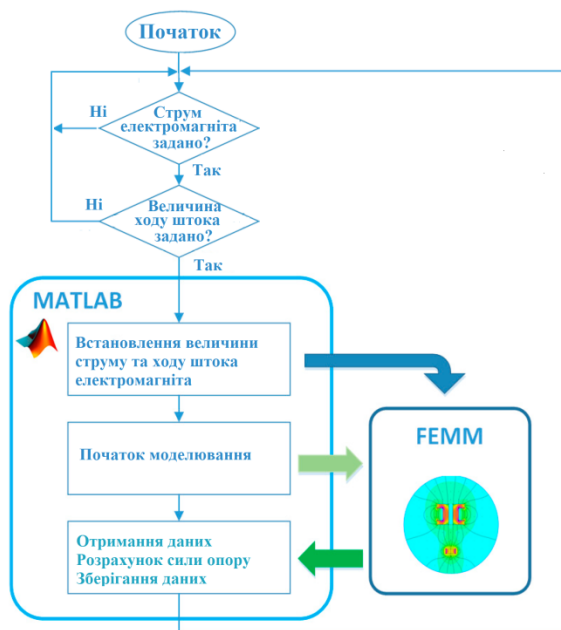 Початок
Ні
Струм
електромагніта
задано?
Так
Ні
Величина
ходу штока
задано?
Так
MATLAB
Встановлення величини
струму та ходу штока
електромагніта
FEMM
Початок моделювання
Отримання даних
Розрахунок сили опору
Зберігання даних